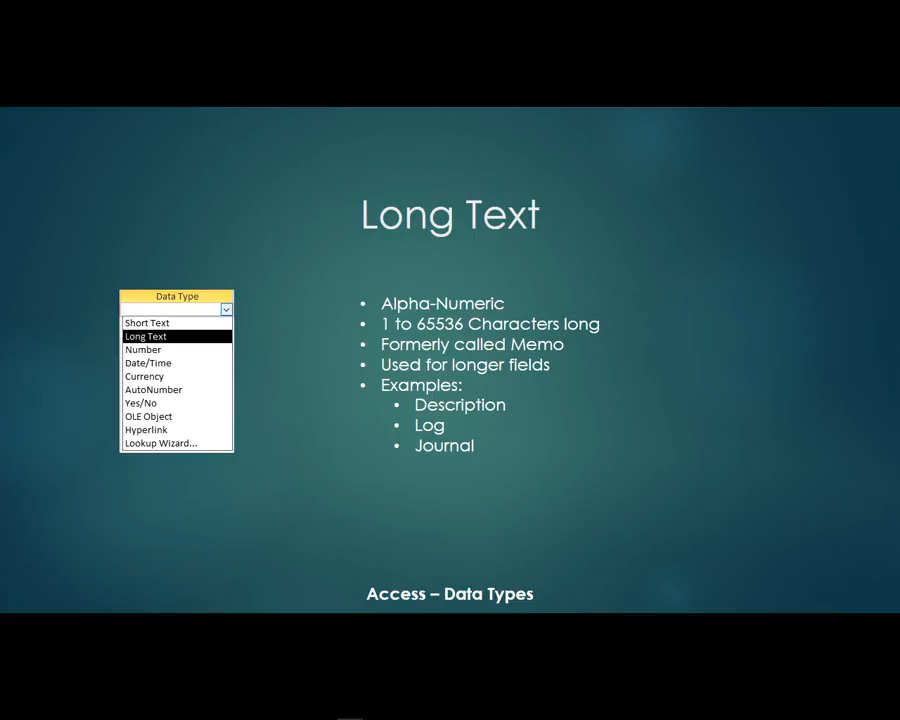 Long Text
Data Type
Short Text
Long Text
Number
Date/Time
Currency
AutoNumber
Yes/No
OLE Object
Hyperlink
Lookup Wizard...
• Alpha-Numeric
• 1 to 65536 Characters long
• Formerly called Memo
• Used for longer fields
• Examples:
• Description
• Log
• Journal
Access – Data Types